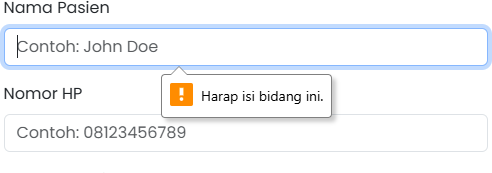 Nama Pasien
Contoh: John Doe
Harap isi bidang ini.
Nomor HP
Contoh: 08123456789